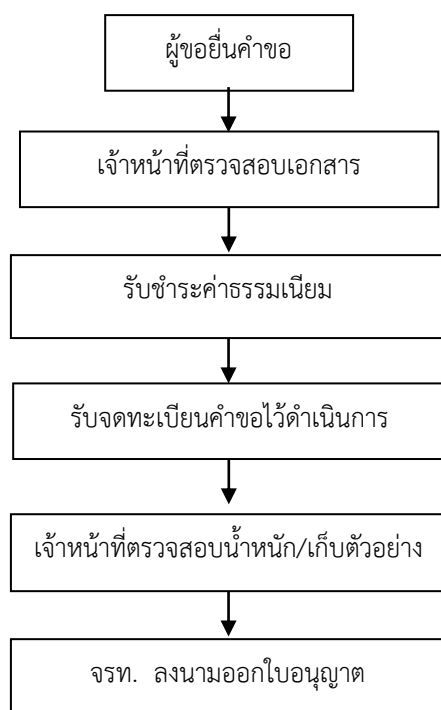 ผู้ขอยื่นคำขอ
เจ้าหน้าที่ตรวจสอบเอกสาร
รับชำระค่าธรรมเนียม
รับจดทะเบียนคำขอไว้ดำเนินการ
เจ้าหน้าที่ตรวจสอบน้ำหนัก/เก็บตัวอย่าง
จรท. ลงนามออกใบอนุญาต